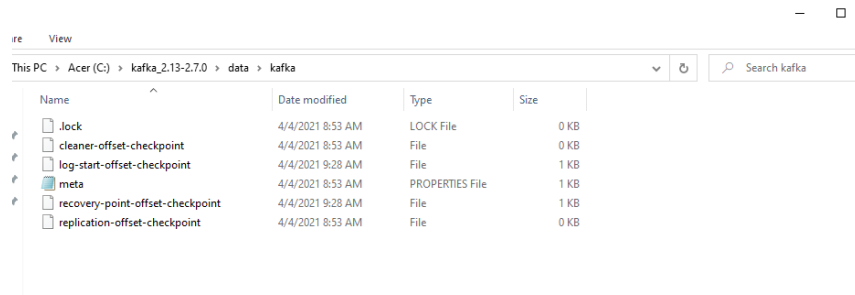 View
This PC > Acer (C:) > kafka_2.13-2.7.0 > data > kafka
Search kafka
Name Date modified Type Size
.lock 4/4/2021 8:53 AM LOCK File 0 KB
cleaner-offset-checkpoint 4/4/2021 8:53 AM File 0 KB
log-start-offset-checkpoint 4/4/2021 9:28 AM File 1 KB
meta 4/4/2021 8:53 AM PROPERTIES File 1 KB
recovery-point-offset-checkpoint 4/4/2021 9:28 AM File 1 KB
replication-offset-checkpoint 4/4/2021 8:53 AM File 0 KB